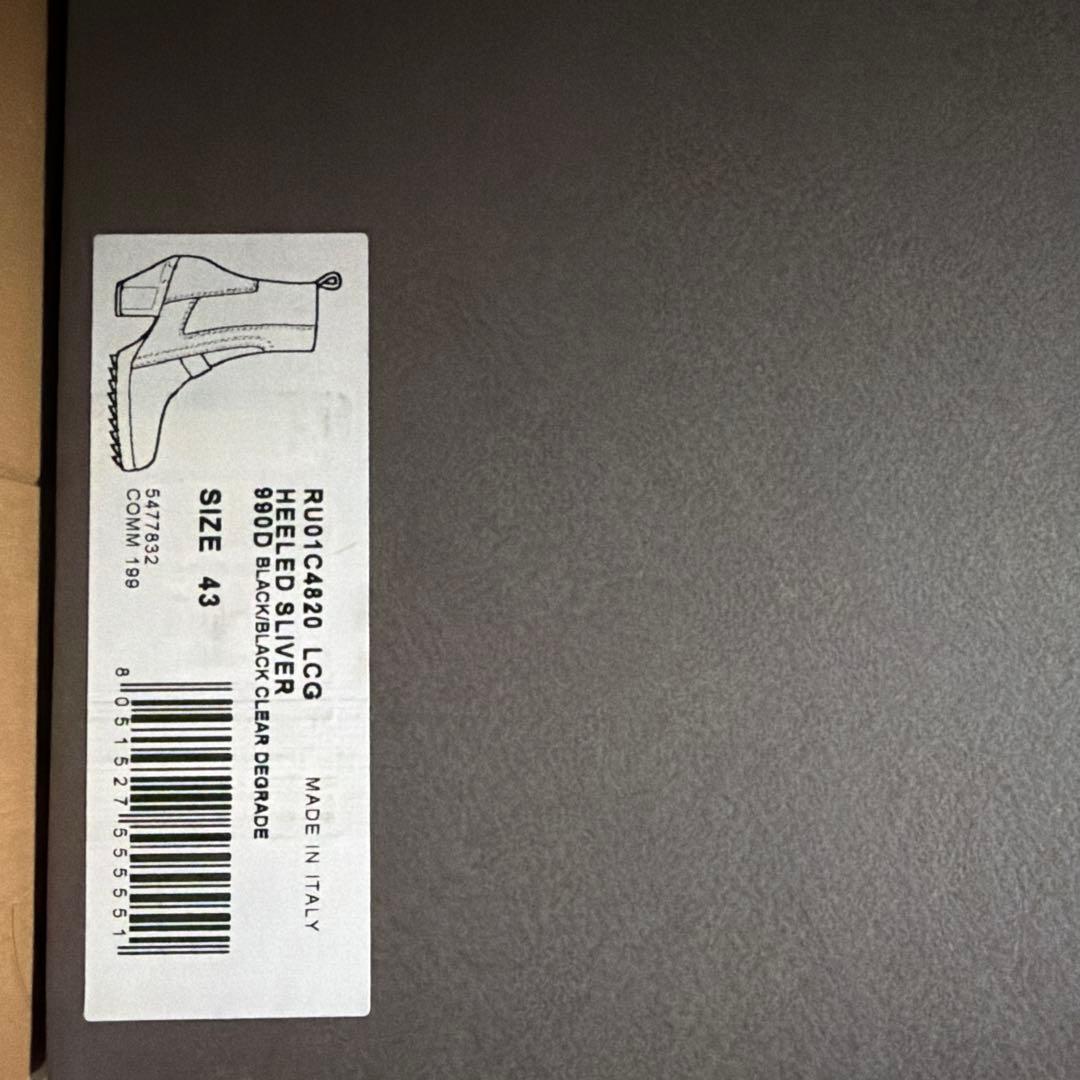 RU01C4820 LCG
MADE IN ITALY
HEELED SLIVER
990D BLACK/BLACK CLEAR DEGRADE
SIZE 43
5477832
COMM 199
8 051527 555551